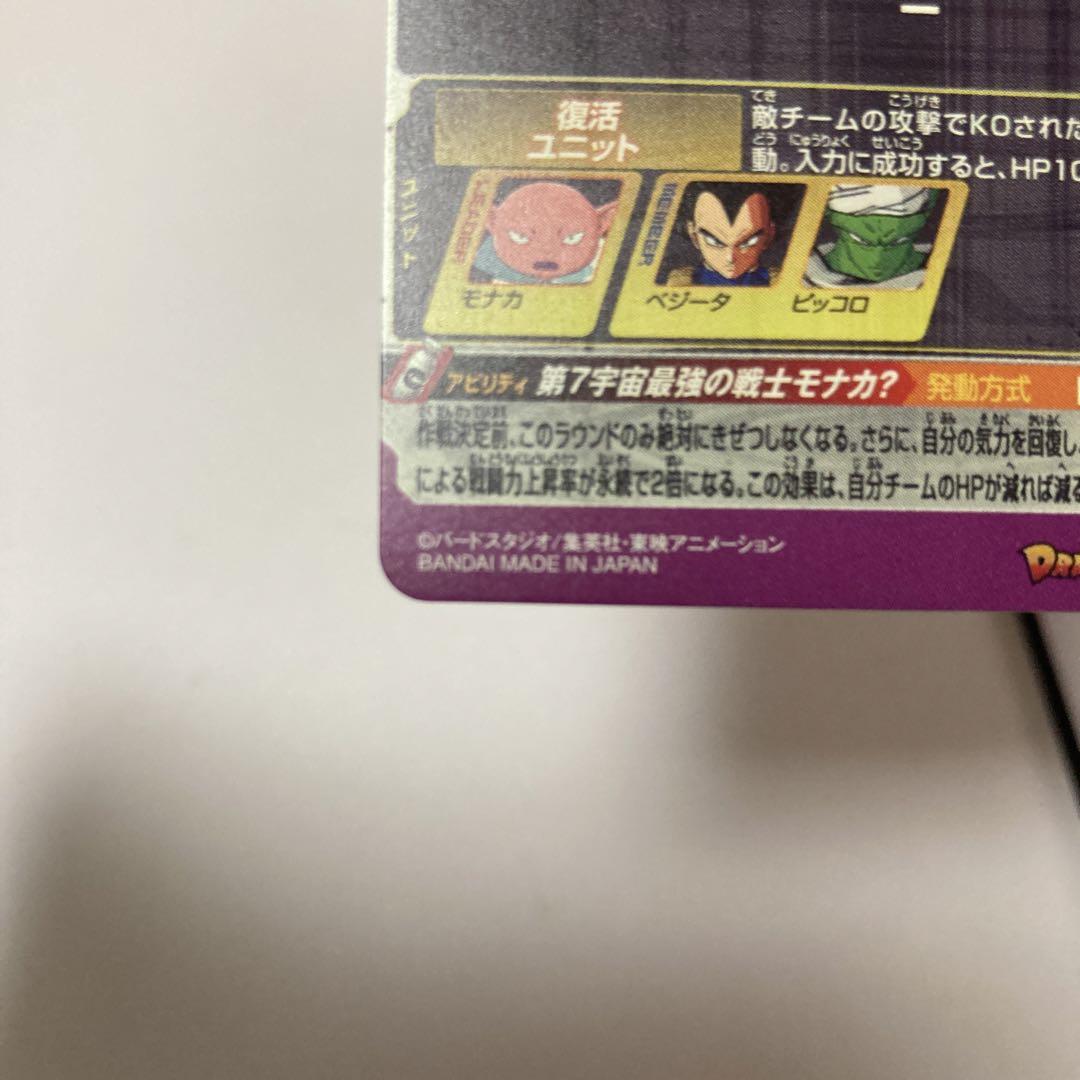 復活
ユニット
敵チームの攻撃でKOされた
動。入力に成功すると、HP10
ユニット
LEADER
モナカ
MEMBER
ベジータ
ピッコロ
アビリティ 第7宇宙最強の戦士モナカ? 発動方式
作戦決定前、このラウンドのみ絶対にきぜつしなくなる。さらに、自分の気力を回復し、
による戦闘力上昇率が永続で2倍になる。この効果は、自分チームのHPが減れば減る
©バードスタジオ/集英社・東映アニメーション
BANDAI MADE IN JAPAN